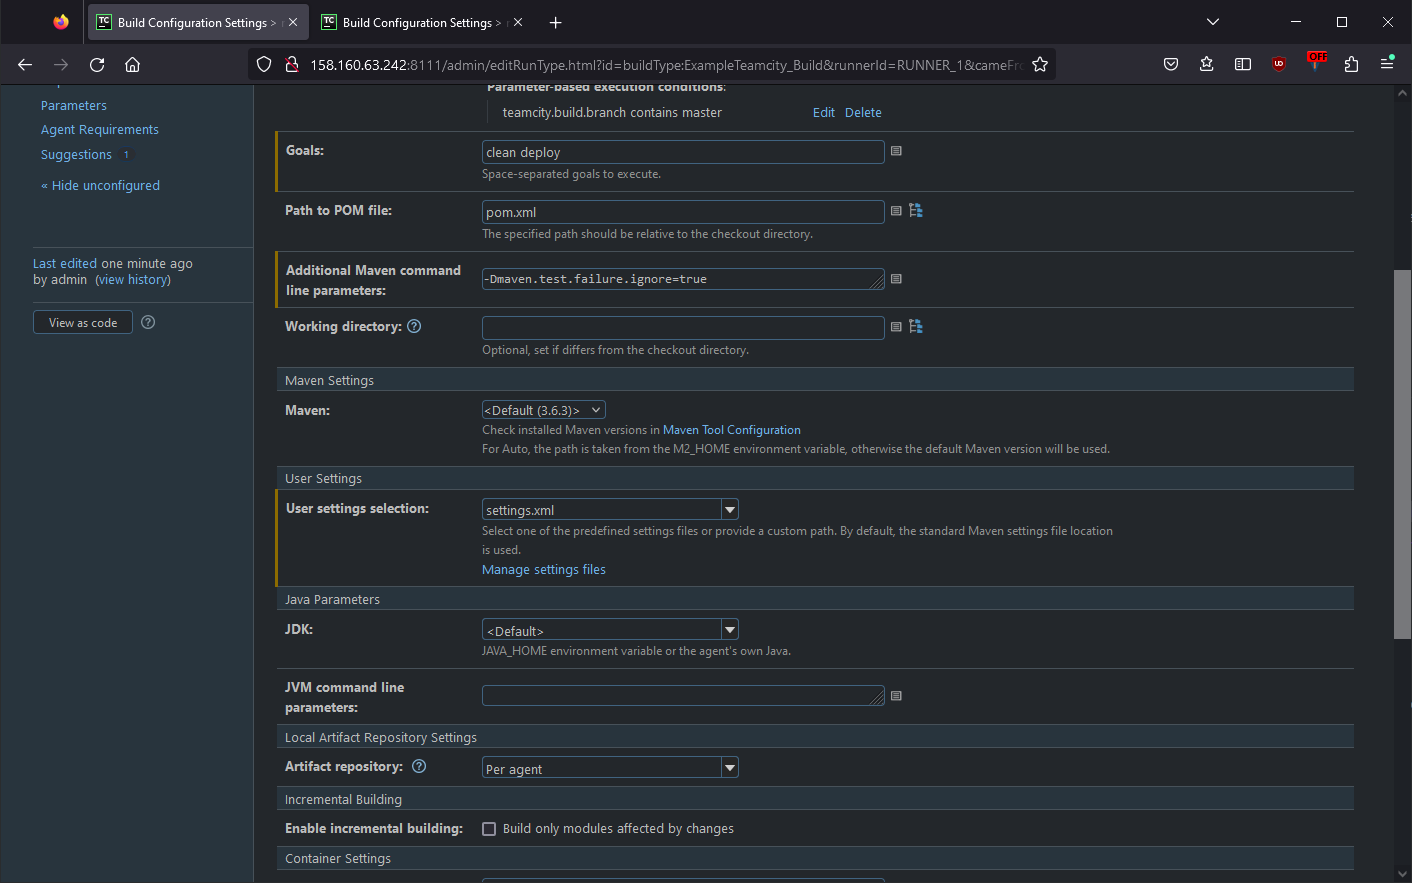 Build Configuration Settings >
Build Configuration Settings >
158.160.63.242:8111/admin/editRunType.html?id=buildType:ExampleTeamcity_Build&runnerId=RUNNER_1&cameFro
UD
OFF
Parameters
Agent Requirements
Suggestions 1
« Hide unconfigured
Last edited one minute ago
by admin (view history)
View as code ?
Parameter-based execution conditions:
teamcity.build.branch contains master Edit Delete
Goals: clean deploy
Space-separated goals to execute.
Path to POM file: pom.xml
The specified path should be relative to the checkout directory.
Additional Maven command line parameters: -Dmaven.test.failure.ignore=true
Working directory: ?
Optional, set if differs from the checkout directory.
Maven Settings
Maven: <Default (3.6.3)>
Check installed Maven versions in Maven Tool Configuration
For Auto, the path is taken from the M2_HOME environment variable, otherwise the default Maven version will be used.
User Settings
User settings selection: settings.xml
Select one of the predefined settings files or provide a custom path. By default, the standard Maven settings file location
is used.
Manage settings files
Java Parameters
JDK: <Default>
JAVA_HOME environment variable or the agent's own Java.
JVM command line
parameters:
Local Artifact Repository Settings
Artifact repository: ? Per agent
Incremental Building
Enable incremental building: Build only modules affected by changes
Container Settings